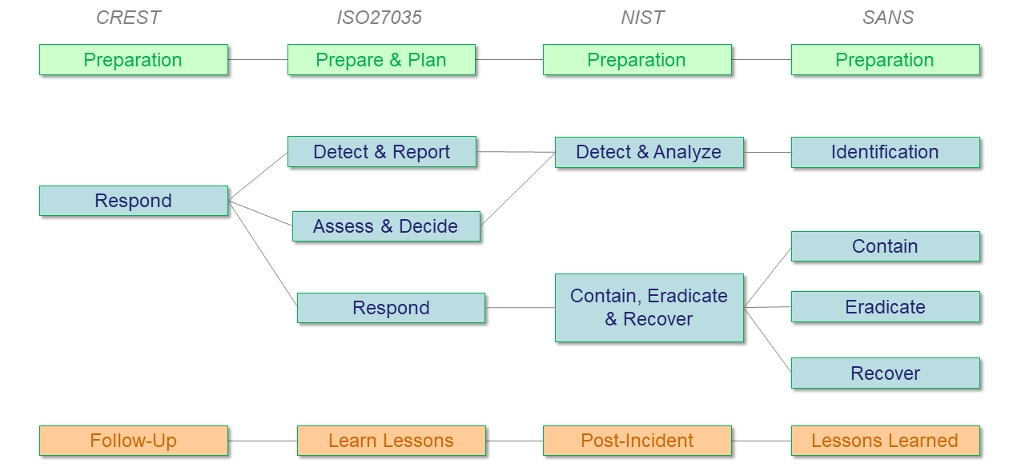 CREST
ISO27035
NIST
SANS
Preparation
Prepare & Plan
Preparation
Preparation
Detect & Report
Detect & Analyze
Identification
Respond
Assess & Decide
Contain
Respond
Contain, Eradicate
& Recover
Eradicate
Recover
Follow-Up
Learn Lessons
Post-Incident
Lessons Learned